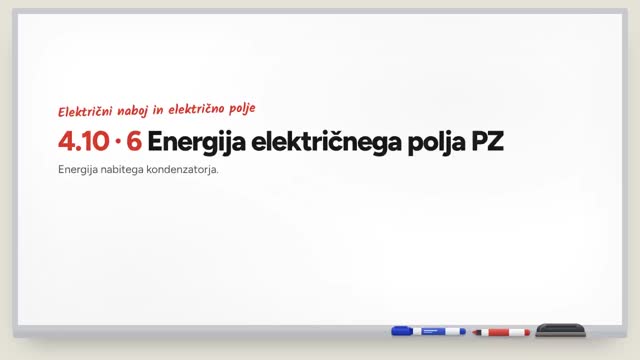 Električni naboj in električno polje
4.10 · 6 Energija električnega polja PZ
Energija nabitega kondenzatorja.